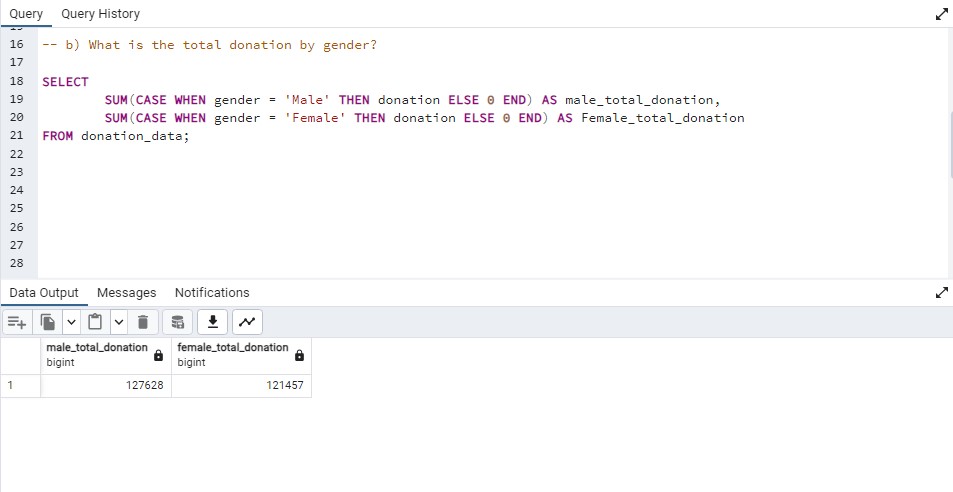 Query Query History
16 -- b) What is the total donation by gender?
17
18 SELECT
19 SUM(CASE WHEN gender = 'Male' THEN donation ELSE 0 END) AS male_total_donation,
20 SUM(CASE WHEN gender = 'Female' THEN donation ELSE 0 END) AS Female_total_donation
21 FROM donation_data;
22
23
24
25
26
27
28
Data Output Messages Notifications
male_total_donation female_total_donation
bigint bigint
1 127628 121457